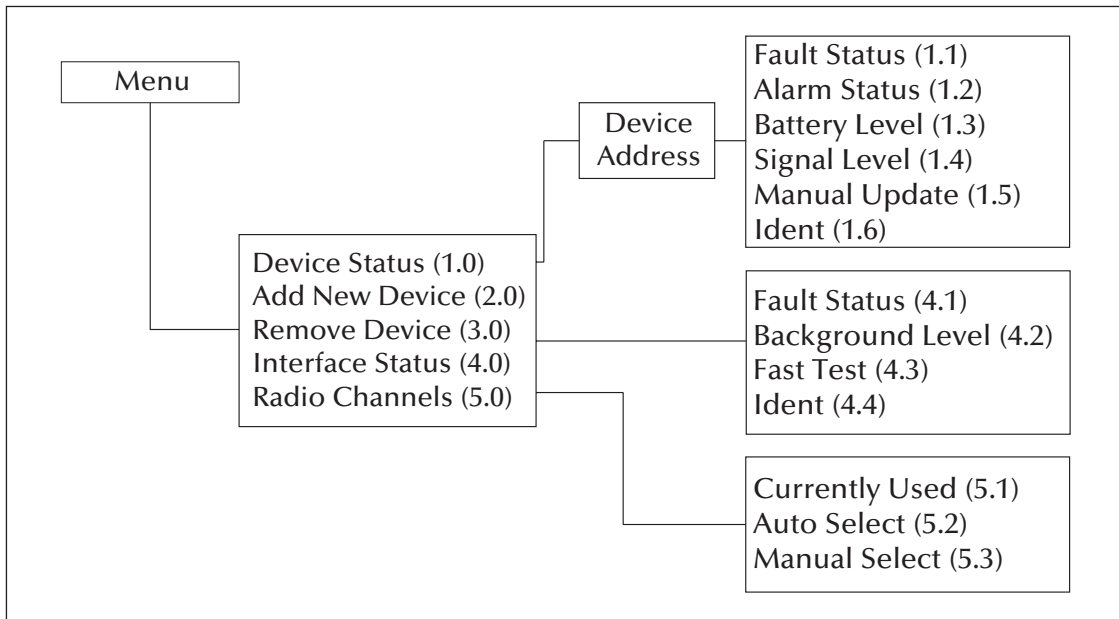 Menu
Device Status (1.0)
Add New Device (2.0)
Remove Device (3.0)
Interface Status (4.0)
Radio Channels (5.0)
Device
Address
Fault Status (1.1)
Alarm Status (1.2)
Battery Level (1.3)
Signal Level (1.4)
Manual Update (1.5)
Ident (1.6)
Fault Status (4.1)
Background Level (4.2)
Fast Test (4.3)
Ident (4.4)
Currently Used (5.1)
Auto Select (5.2)
Manual Select (5.3)